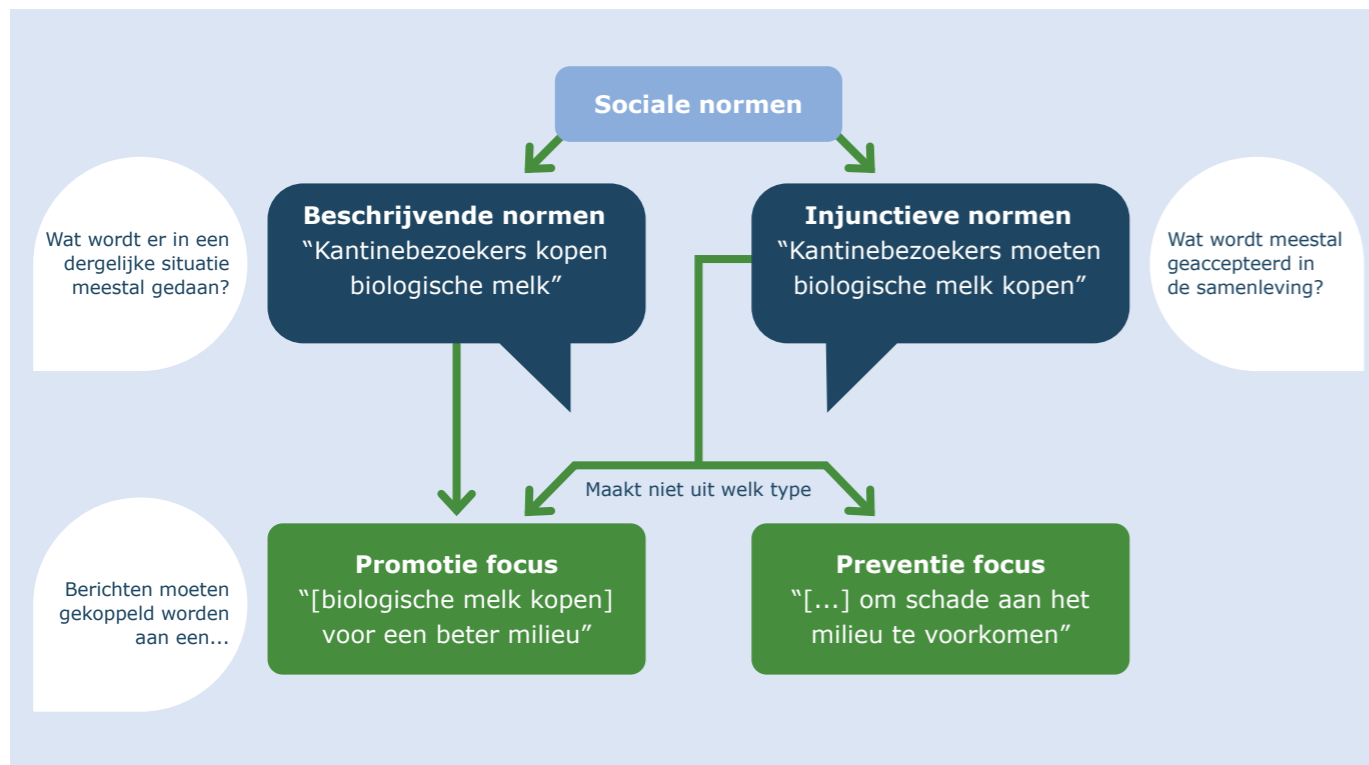 Sociale normen
Wat wordt er in een
dergelijke situatie
meestal gedaan?
Beschrijvende normen
“Kantinebezoekers kopen
biologische melk”
Injunctieve normen
“Kantinebezoekers moeten
biologische melk kopen”
Wat wordt meestal
geaccepteerd in
de samenleving?
Maakt niet uit welk type
Berichten moeten
gekoppeld worden
aan een...
Promotie focus
“[biologische melk kopen]
voor een beter milieu”
Preventie focus
“[...] om schade aan het
milieu te voorkomen”